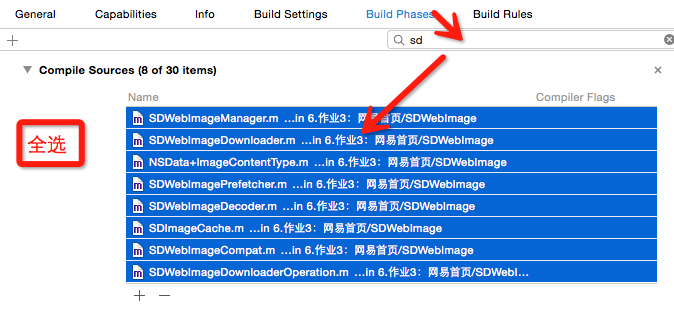 General Capabilities Info Build Settings Build Phases Build Rules
sd
Compile Sources (8 of 30 items)
Name Compiler Flags
SDWebImageManager.m ...in 6.作业3：网易首页/SDWebImage
SDWebImageDownloader.m ...in 6.作业3：网易首页/SDWebImage
全选
NSData+ImageContentType.m ...in 6.作业3：网易首页/SDWebImage
SDWebImagePrefetcher.m ...in 6.作业3：网易首页/SDWebImage
SDWebImageDecoder.m ...in 6.作业3：网易首页/SDWebImage
SDImageCache.m ...in 6.作业3：网易首页/SDWebImage
SDWebImageCompat.m ...in 6.作业3：网易首页/SDWebImage
SDWebImageDownloaderOperation.m ...in 6.作业3：网易首页/SDWebI...